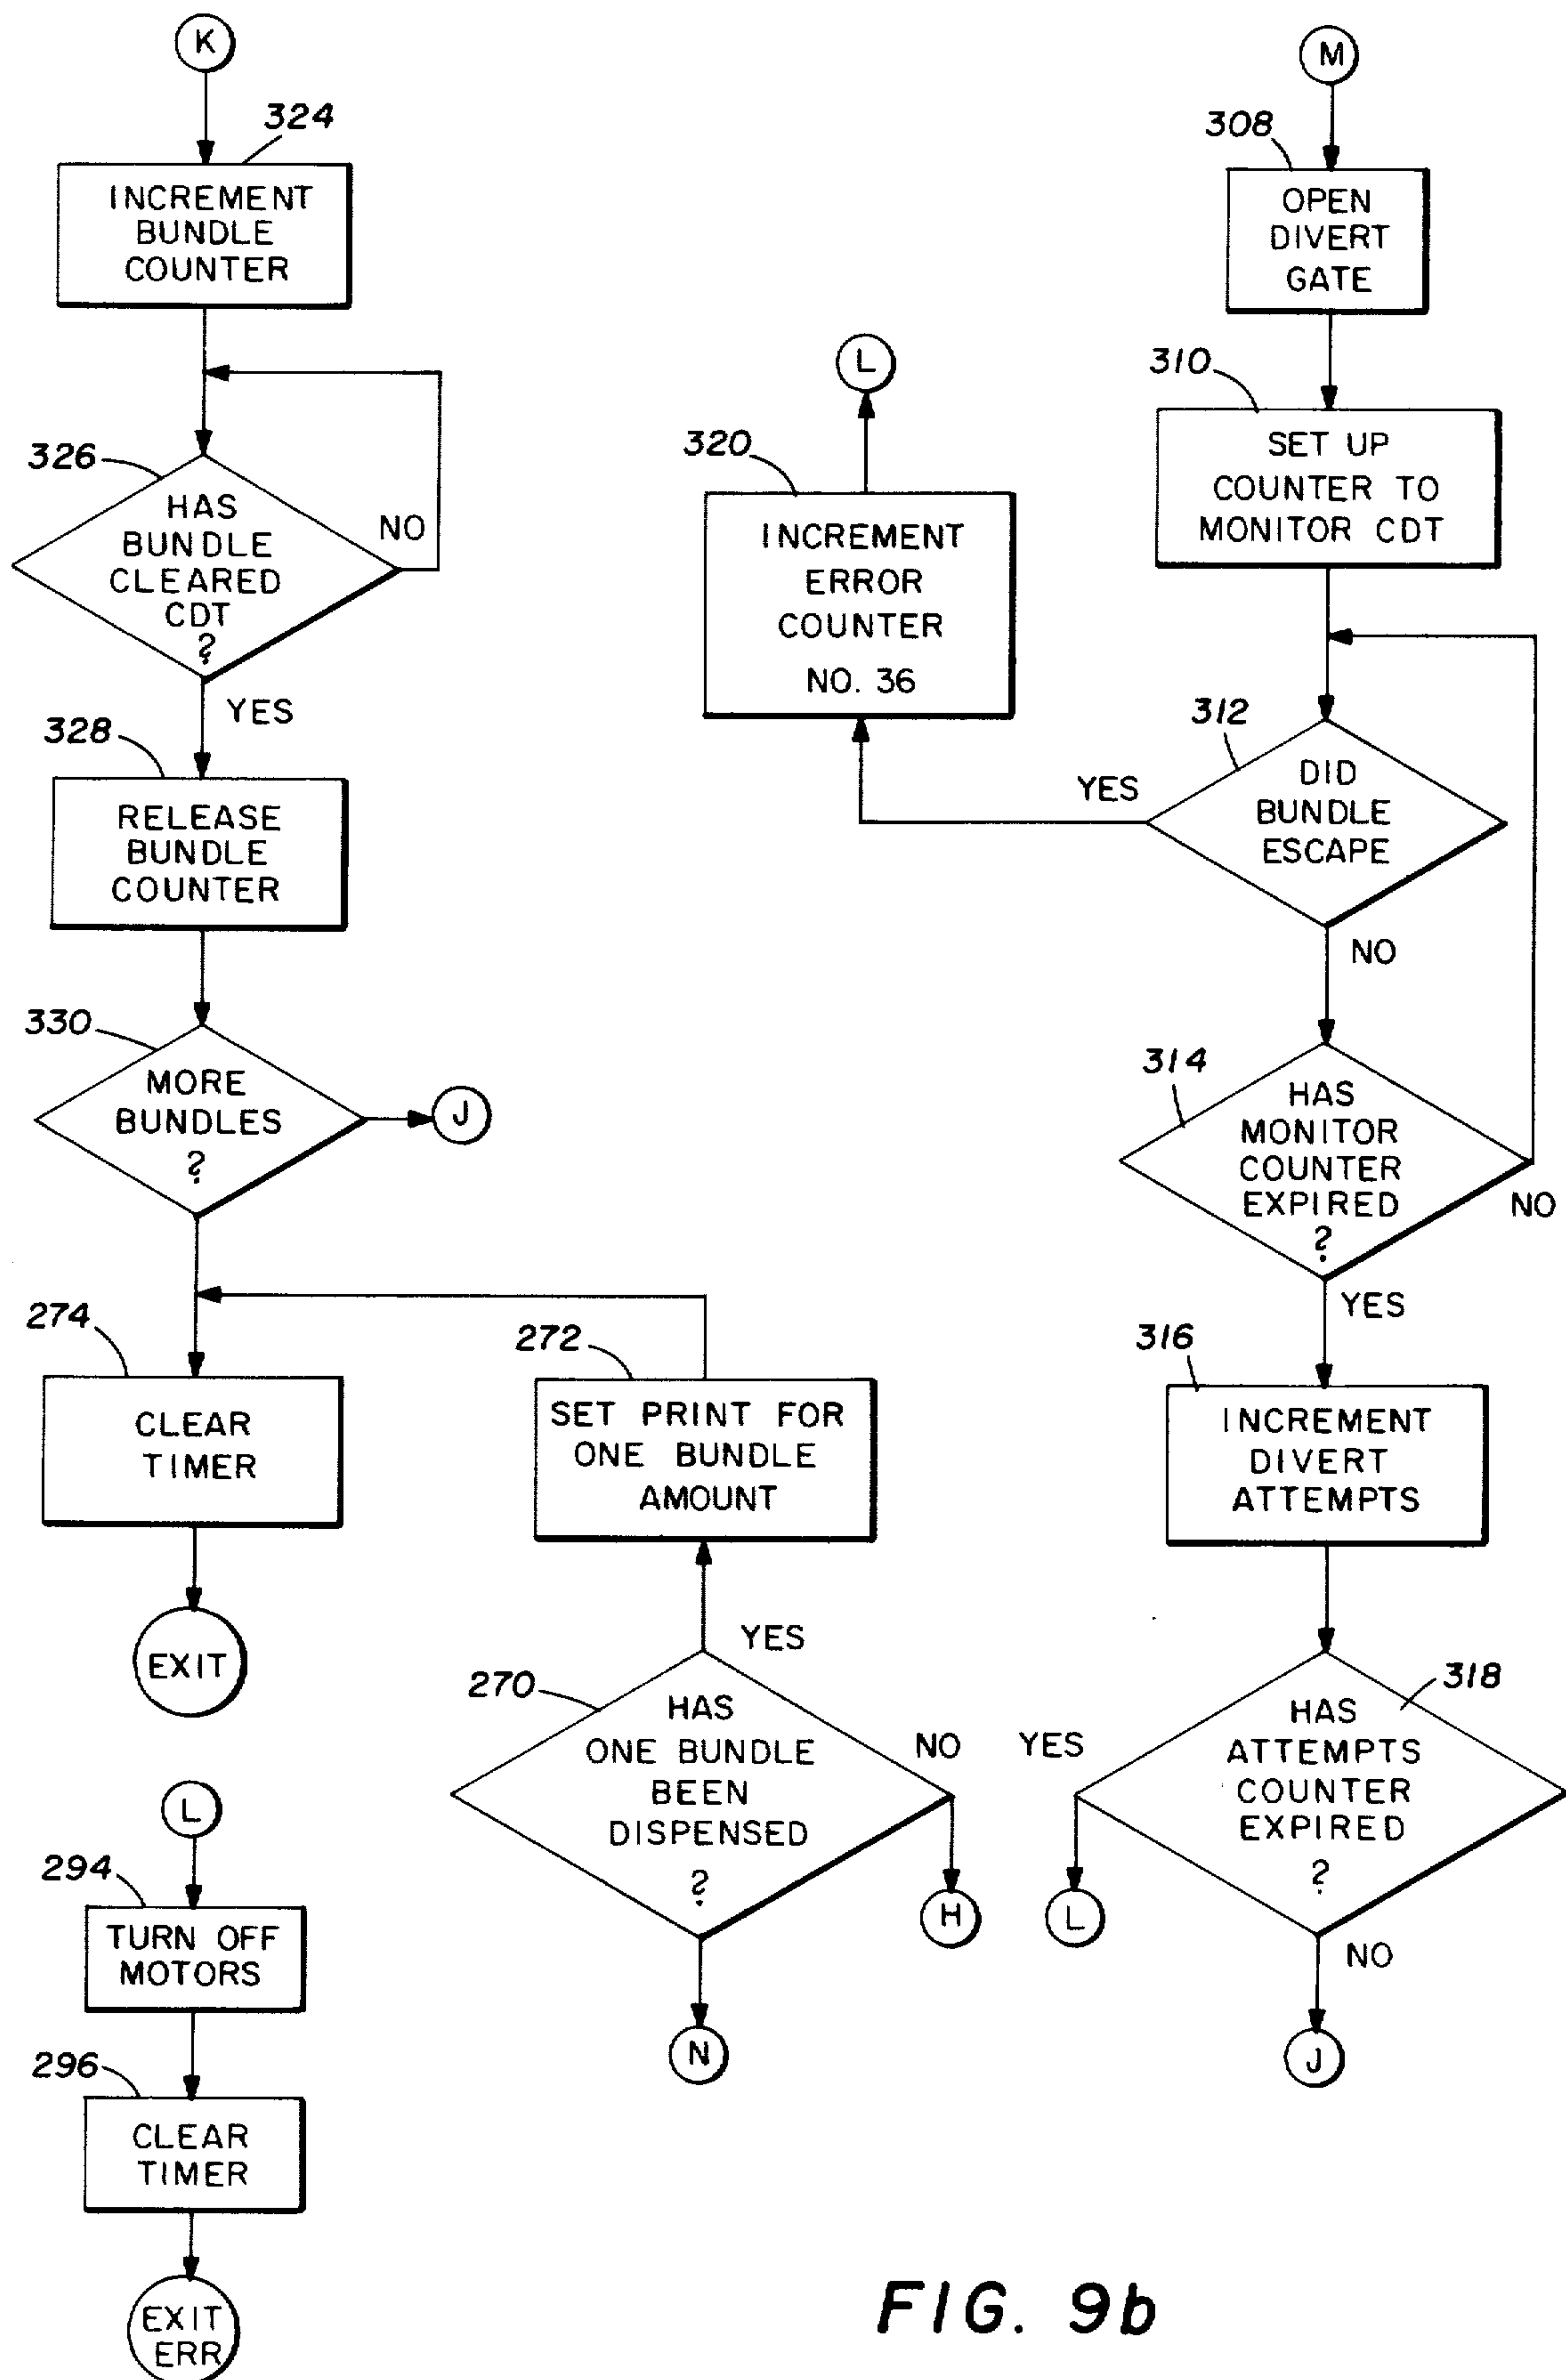 K
324
INCREMENT
BUNDLE
COUNTER
326
HAS
BUNDLE
CLEARED
CDT
?
NO
YES
328
RELEASE
BUNDLE
COUNTER
330
MORE
BUNDLES
?
J
274
CLEAR
TIMER
EXIT
L
294
TURN OFF
MOTORS
296
CLEAR
TIMER
EXIT
ERR
L
320
INCREMENT
ERROR
COUNTER
NO. 36
272
SET PRINT FOR
ONE BUNDLE
AMOUNT
YES
270
HAS
ONE BUNDLE
BEEN
DISPENSED
?
NO
H
N
M
308
OPEN
DIVERT
GATE
310
SET UP
COUNTER TO
MONITOR CDT
312
YES
DID
BUNDLE
ESCAPE
NO
314
HAS
MONITOR
COUNTER
EXPIRED
?
NO
YES
316
INCREMENT
DIVERT
ATTEMPTS
318
YES
HAS
ATTEMPTS
COUNTER
EXPIRED
?
L
NO
J
FIG. 9b